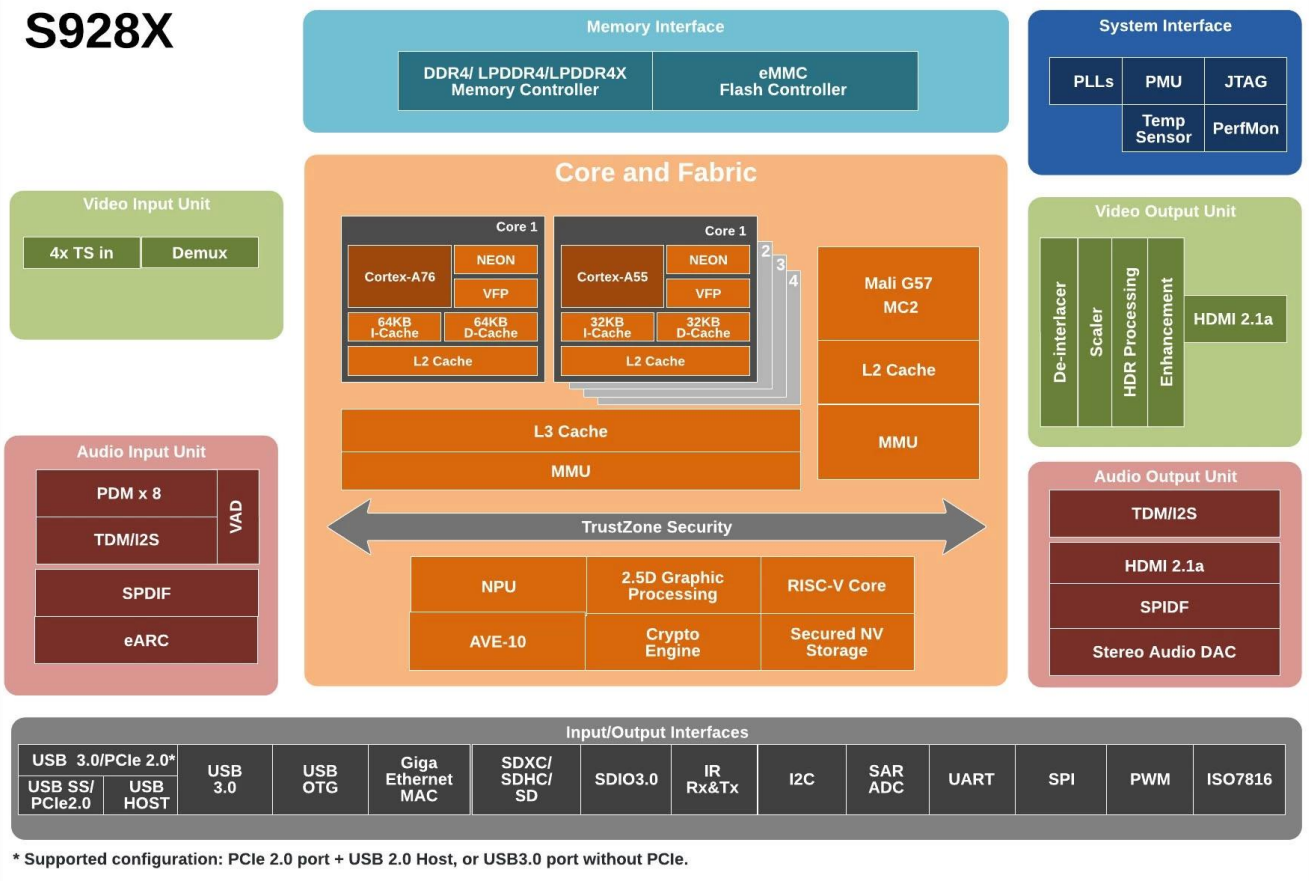 S928X
Memory Interface
DDR4/ LPDDR4/LPDDR4X
Memory Controller
eMMC
Flash Controller
System Interface
PLLs
PMU
JTAG
Temp
Sensor
PerfMon
Video Input Unit
4x TS in
Demux
Core and Fabric
Core 1
Cortex-A76
NEON
VFP
64KB
I-Cache
64KB
D-Cache
L2 Cache
Core 1
Cortex-A55
NEON
VFP
32KB
I-Cache
32KB
D-Cache
L2 Cache
2
3
4
Mali G57
MC2
L2 Cache
MMU
L3 Cache
MMU
TrustZone Security
NPU
2.5D Graphic
Processing
RISC-V Core
AVE-10
Crypto
Engine
Secured NV
Storage
Video Output Unit
De-interlacer
Scaler
HDR Processing
Enhancement
HDMI 2.1a
Audio Input Unit
PDM x 8
TDM/I2S
VAD
SPDIF
eARC
Audio Output Unit
TDM/I2S
HDMI 2.1a
SPIDF
Stereo Audio DAC
Input/Output Interfaces
USB 3.0/PCIe 2.0*
USB SS/
PCIe2.0
USB
HOST
USB
3.0
USB
OTG
Giga
Ethernet
MAC
SDXC/
SDHC/
SD
SDIO3.0
IR
Rx&Tx
I2C
SAR
ADC
UART
SPI
PWM
ISO7816
* Supported configuration: PCIe 2.0 port + USB 2.0 Host, or USB3.0 port without PCIe.